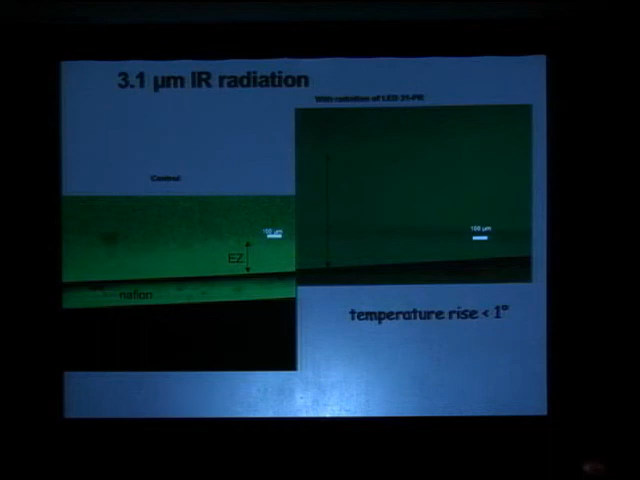 3.1 µm IR radiation
With radiation of LED 31-PR
Control
100 µm
EZ
nafion
100 µm
temperature rise < 1°